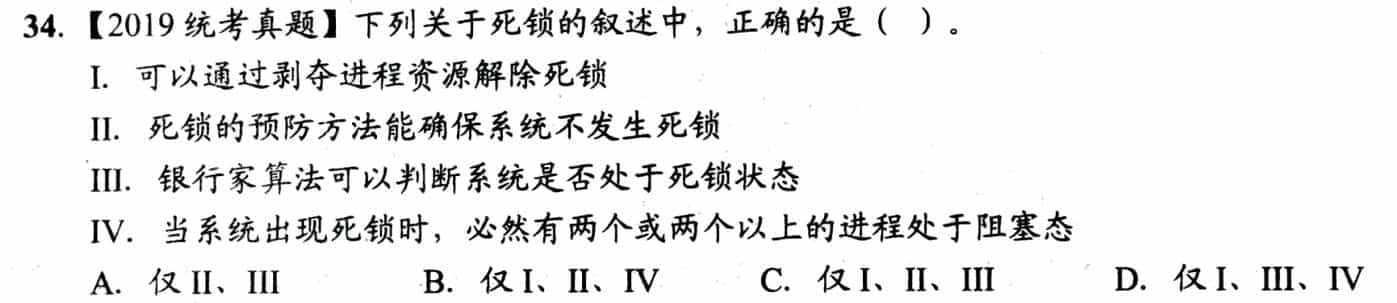 34. 【2019 统考真题】下列关于死锁的叙述中，正确的是（ ）。
I. 可以通过剥夺进程资源解除死锁
II. 死锁的预防方法能确保系统不发生死锁
III. 银行家算法可以判断系统是否处于死锁状态
IV. 当系统出现死锁时，必然有两个或两个以上的进程处于阻塞态
A. 仅 II、III B. 仅 I、II、IV C. 仅 I、II、III D. 仅 I、III、IV